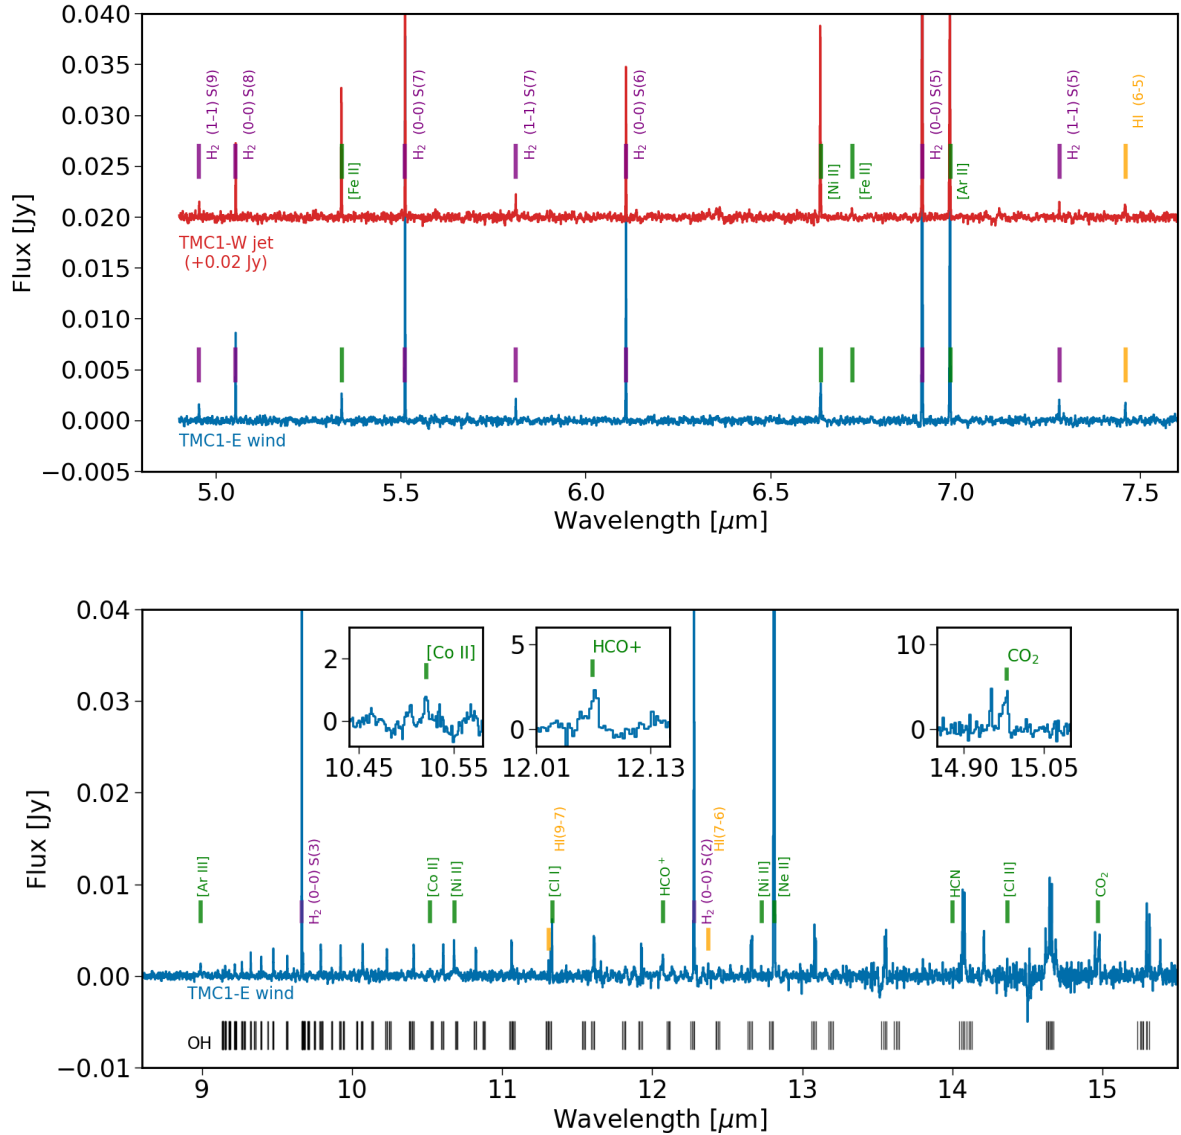 0.040
0.035
0.030
0.025
0.020
0.015
0.010
0.005
0.000
−0.005
Flux [Jy]
H₂ (1–1) S(9)
H₂ (0–0) S(8)
[Fe II]
H₂ (0–0) S(7)
H₂ (1–1) S(7)
H₂ (0–0) S(6)
[Ni II]
[Fe II]
H₂ (0–0) S(5)
[Ar II]
H₂ (1–1) S(5)
HI (6-5)
TMC1-W jet
(+0.02 Jy)
TMC1-E wind
5.0 5.5 6.0 6.5 7.0 7.5
Wavelength [μm]
0.04
0.03
0.02
0.01
0.00
−0.01
Flux [Jy]
2
0
[Co II]
10.45 10.55
5
0
HCO+
12.01 12.13
10
0
CO₂
14.90 15.05
[Ar III]
H₂ (0–0) S(3)
[Co II]
[Ni II]
HI(9-7)
[Cl I]
HCO⁺
H₂ (0–0) S(2)
HI(7-6)
[Ni II]
[Ne II]
HCN
[Cl II]
CO₂
TMC1-E wind
OH
9 10 11 12 13 14 15
Wavelength [μm]